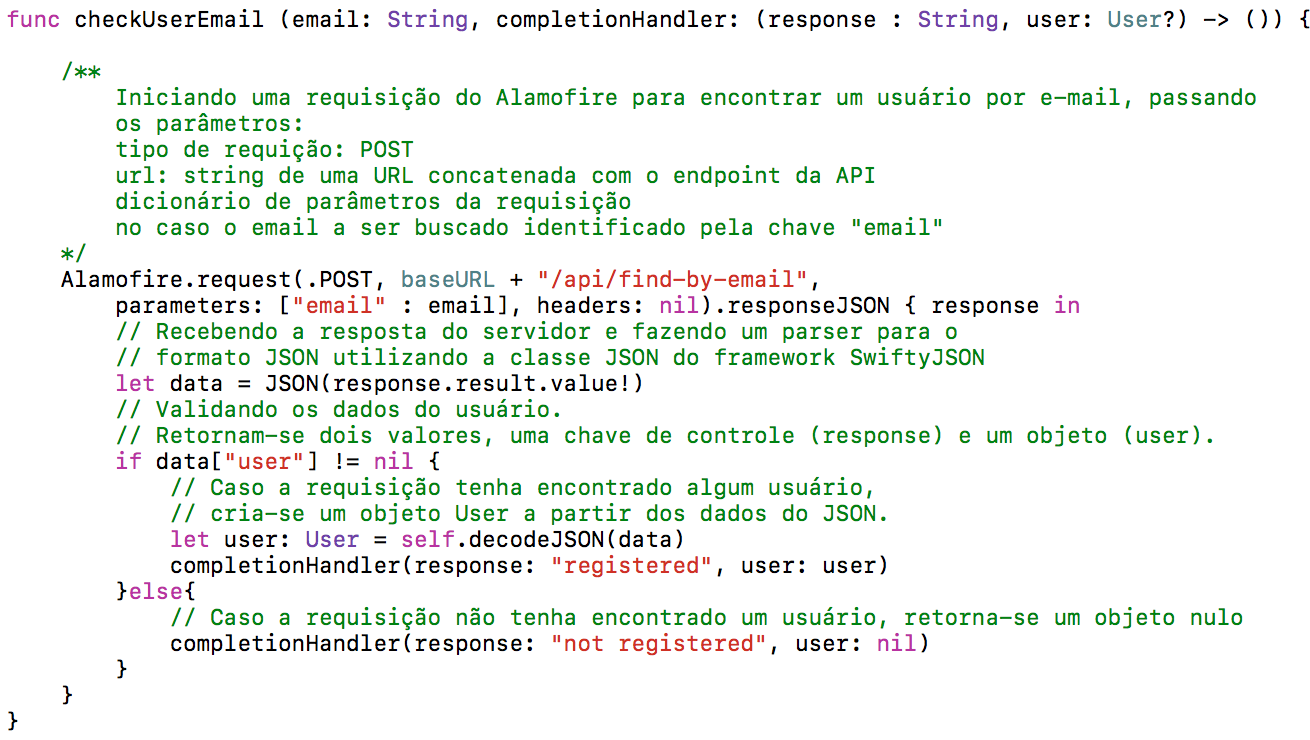 func checkUserEmail (email: String, completionHandler: (response : String, user: User?) -> ()) {
/**
Iniciando uma requisição do Alamofire para encontrar um usuário por e-mail, passando
os parâmetros:
tipo de requição: POST
url: string de uma URL concatenada com o endpoint da API
dicionário de parâmetros da requisição
no caso o email a ser buscado identificado pela chave "email"
*/
Alamofire.request(.POST, baseURL + "/api/find-by-email",
parameters: ["email" : email], headers: nil).responseJSON { response in
// Recebendo a resposta do servidor e fazendo um parser para o
// formato JSON utilizando a classe JSON do framework SwiftyJSON
let data = JSON(response.result.value!)
// Validando os dados do usuário.
// Retornam-se dois valores, uma chave de controle (response) e um objeto (user).
if data["user"] != nil {
// Caso a requisição tenha encontrado algum usuário,
// cria-se um objeto User a partir dos dados do JSON.
let user: User = self.decodeJSON(data)
completionHandler(response: "registered", user: user)
}else{
// Caso a requisição não tenha encontrado um usuário, retorna-se um objeto nulo
completionHandler(response: "not registered", user: nil)
}
}
}